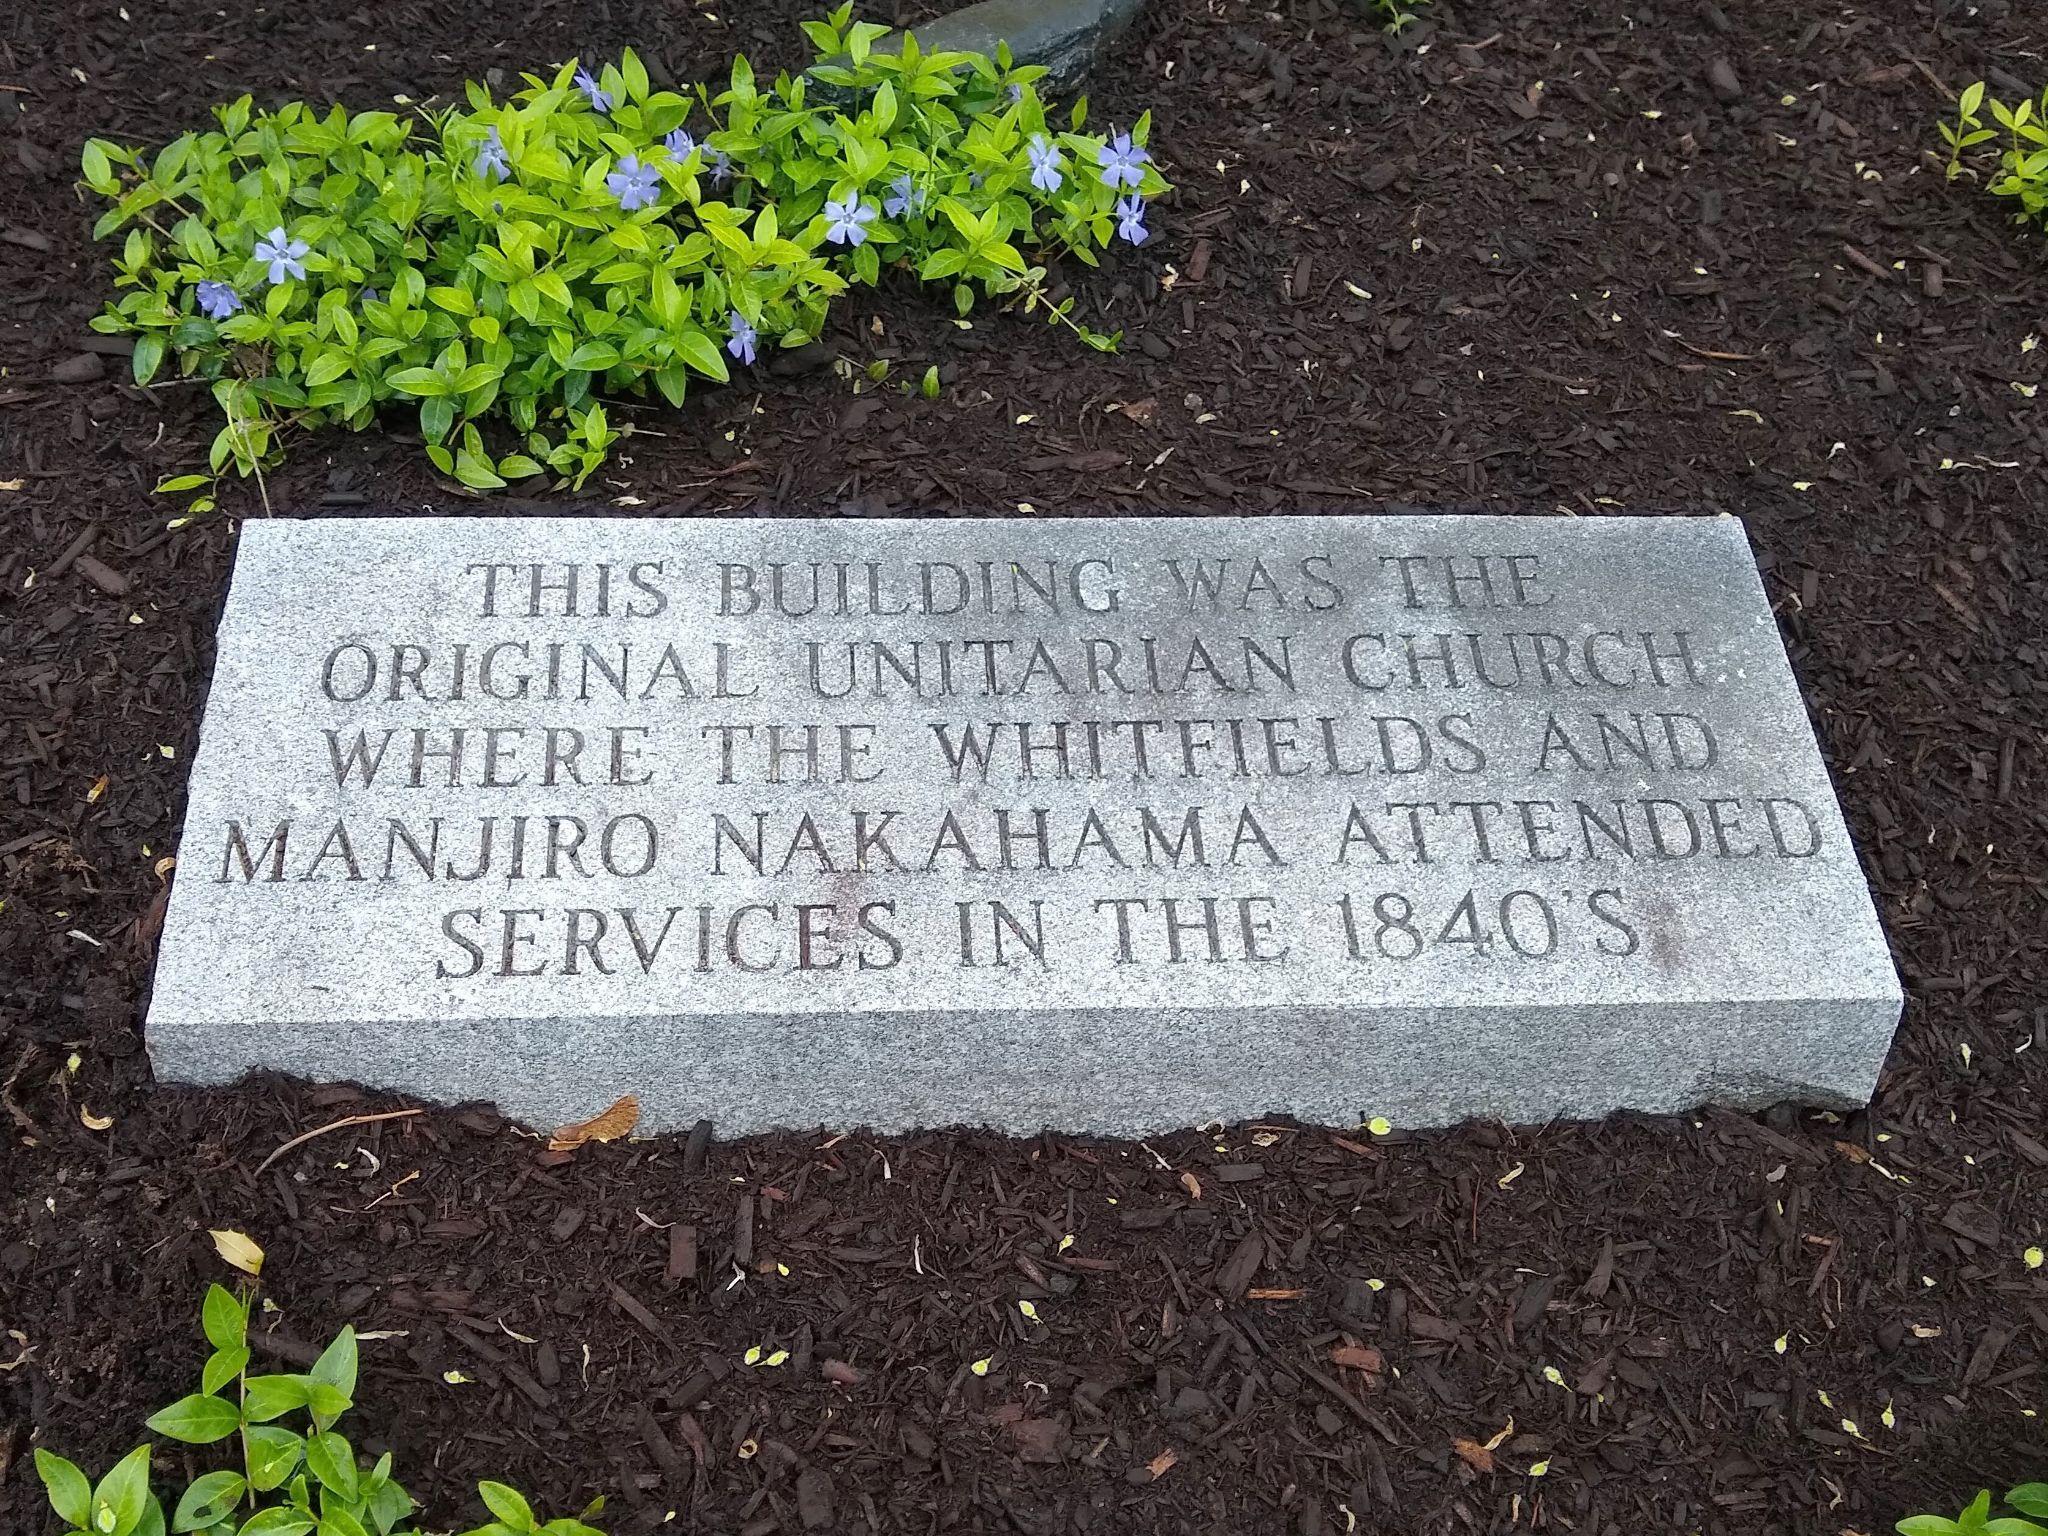 THIS BUILDING WAS THE
ORIGINAL UNITARIAN CHURCH
WHERE THE WHITFIELDS AND
MANJIRO NAKAHAMA ATTENDED
SERVICES IN THE 1840'S